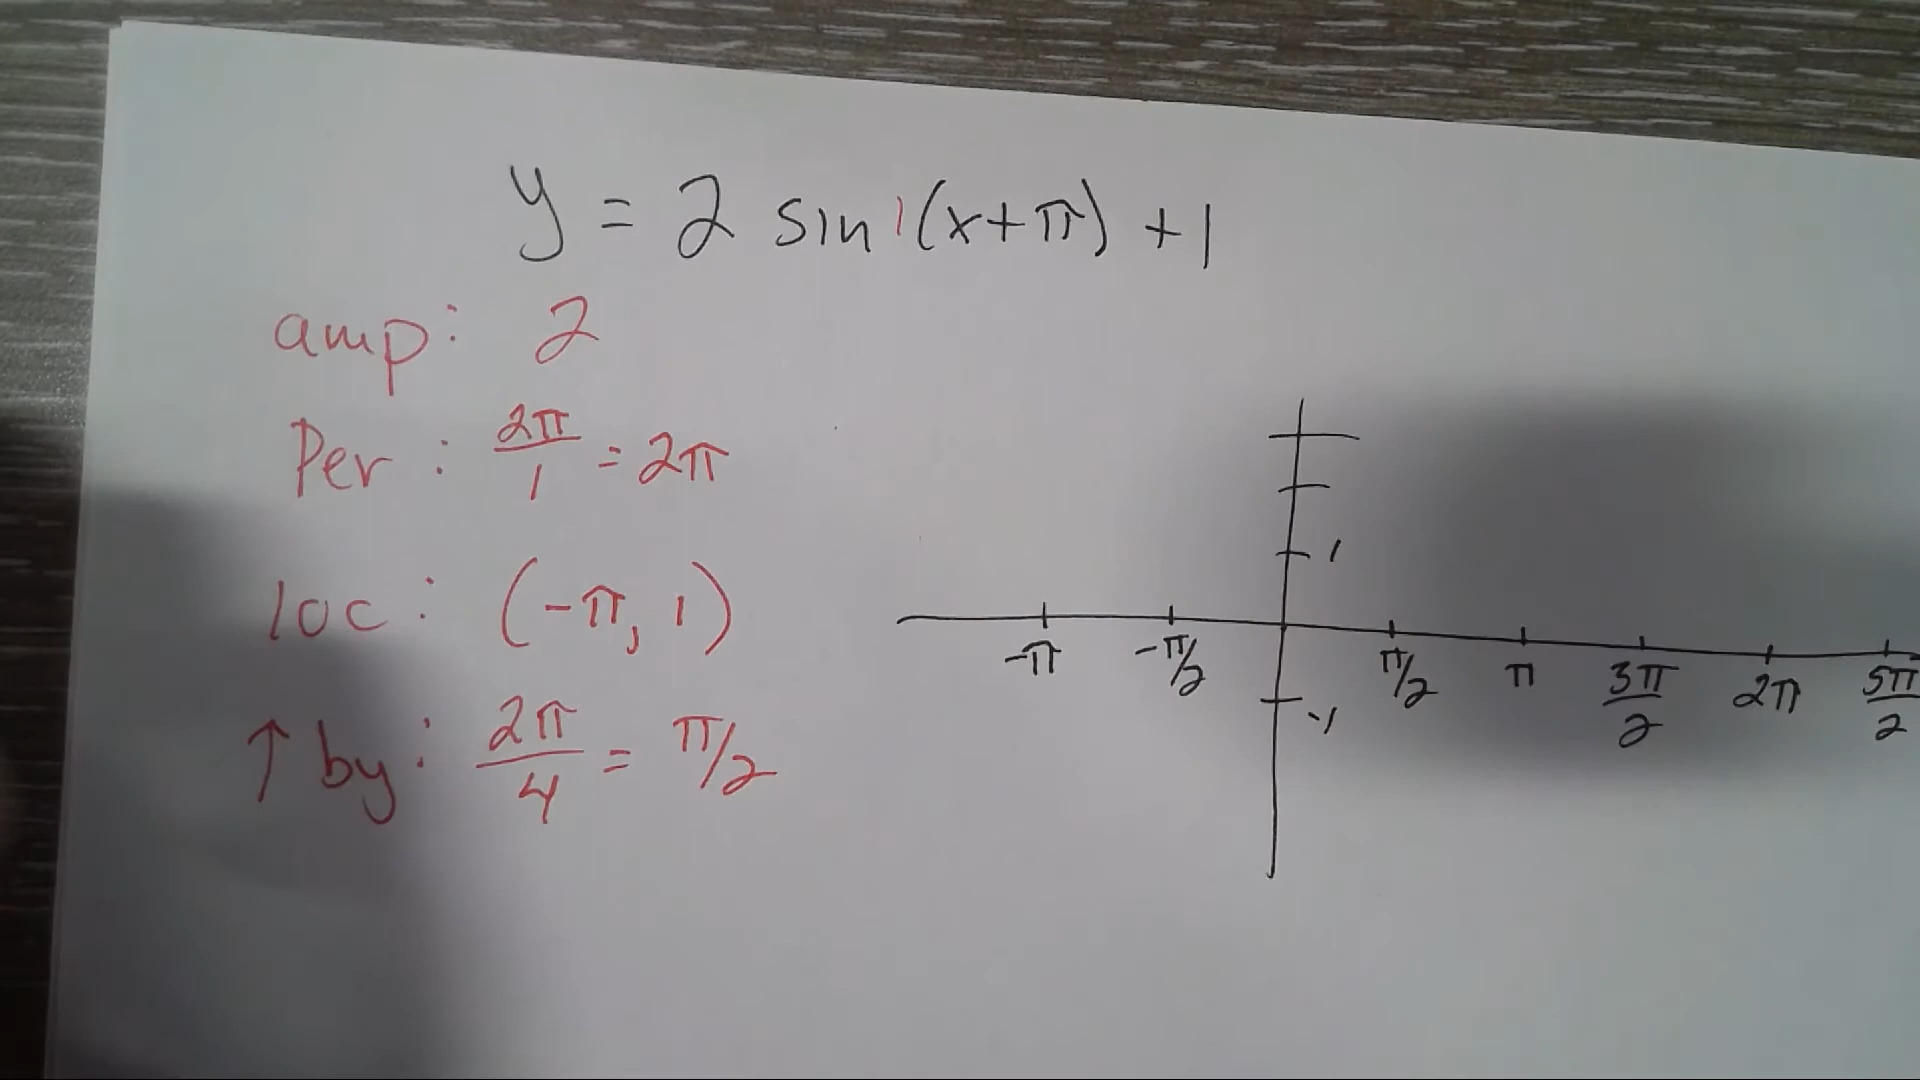 y = 2 sin 1(x+π) +1
amp: 2
Per: 2π/1 = 2π
loc: (-π, 1)
↑ by: 2π/4 = π/2
1
-π -π/2 π/2 π 3π/2 2π 5π/2
-1